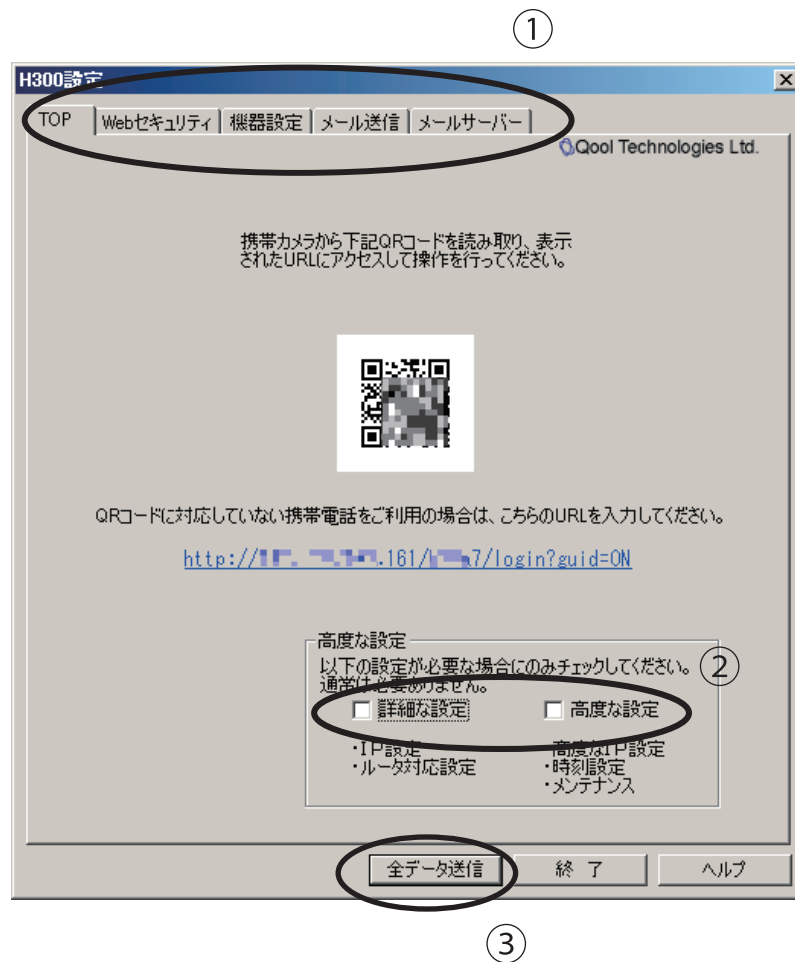 ①
H300設定
TOP Webセキュリティ 機器設定 メール送信 メールサーバー
Qool Technologies Ltd.
携帯カメラから下記QRコードを読み取り、表示
されたURLにアクセスして操作を行ってください。
QRコードに対応していない携帯電話をご利用の場合は、こちらのURLを入力してください。
http:// .161/ a7/login?guid=ON
高度な設定
以下の設定が必要な場合にのみチェックしてください。
通常は必要ありません。
②
詳細な設定 高度な設定
・IP設定 高度なIP設定
・ルータ対応設定 ・時刻設定
・メンテナンス
全データ送信 終 了 ヘルプ
③